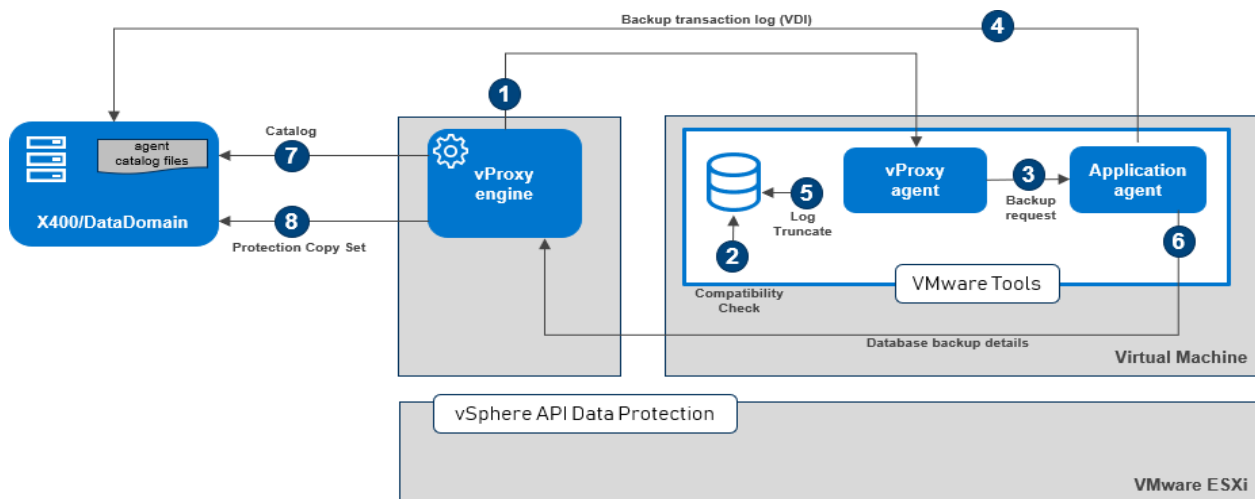 Backup transaction log (VDI)
4
1
agent
catalog files
X400/DataDomain
Catalog
7
8
Protection Copy Set
vProxy
engine
vProxy
agent
3
Backup
request
Application
agent
5
Log
Truncate
2
Compatibility
Check
6
VMware Tools
Database backup details
Virtual Machine
vSphere API Data Protection
VMware ESXi